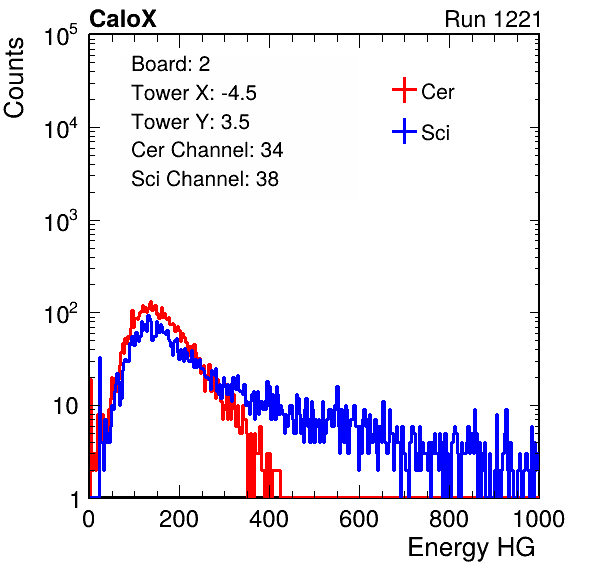 CaloX
Run 1221
Counts
10^5
10^4
10^3
10^2
10
1
Board: 2
Tower X: -4.5
Tower Y: 3.5
Cer Channel: 34
Sci Channel: 38
Cer
Sci
0 200 400 600 800 1000
Energy HG